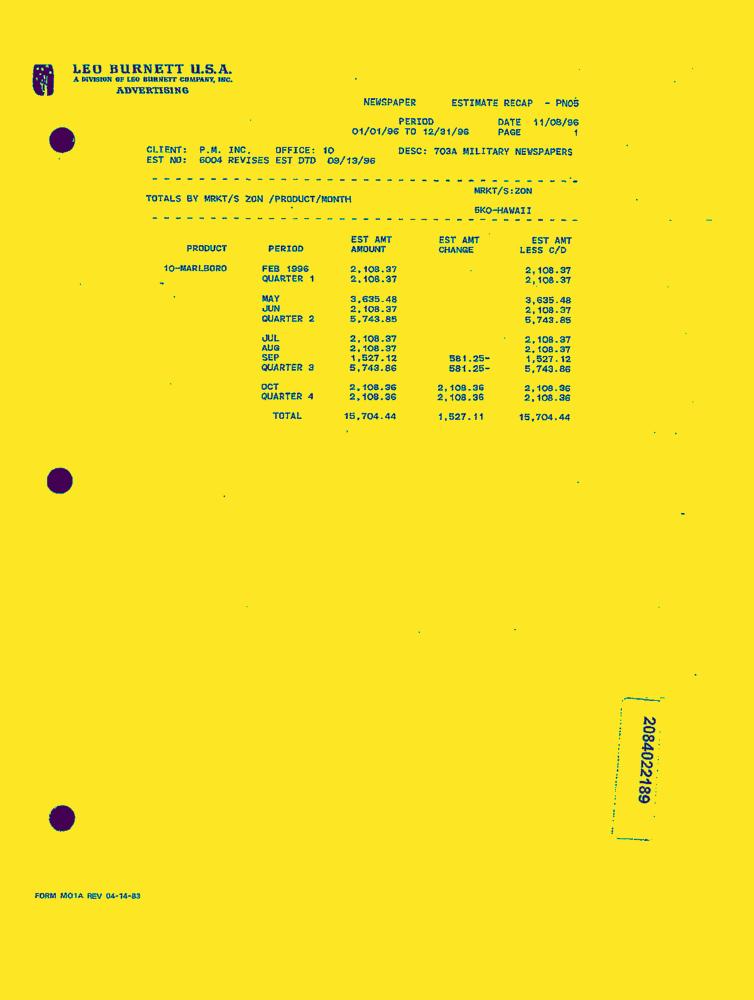 LEO BURNETT U.S.A.
A DIVISION OF LEO BURNETT COMPANY, INC.
ADVERTISING
NEWSPAPER ESTIMATE RECAP - PN05
PERIOD DATE 11/08/96
01/01/96 TO 12/31/96 PAGE 1
CLIENT: P.M. INC. OFFICE: 10 DESC: 703A MILITARY NEWSPAPERS
EST NO: 6004 REVISES EST DTD 09/13/96
MRKT/S:ZON
TOTALS BY MRKT/S ZON /PRODUCT/MONTH
5KO-HAWAII
EST AMT EST AMT EST AMT
PRODUCT PERIOD AMOUNT CHANGE LESS C/D
10-MARLBORO FEB 1996 2,108.37 2,108.37
QUARTER 1 2,108.37 2,108.37
MAY 3,635.48 3,635.48
JUN 2,108.37 2,108.37
QUARTER 2 5,743.85 5,743.85
JUL 2,108.37 2,108.37
AUG 2,108.37 2,108.37
SEP 1,527.12 581.25- 1,527.12
QUARTER 3 5,743.86 581.25- 5,743.86
OCT 2,108.36 2,108.36 2,108.36
QUARTER 4 2,108.36 2,108.36 2,108.36
TOTAL 15,704.44 1,527.11 15,704.44
2084022189
FORM MO1A REV 04-14-83